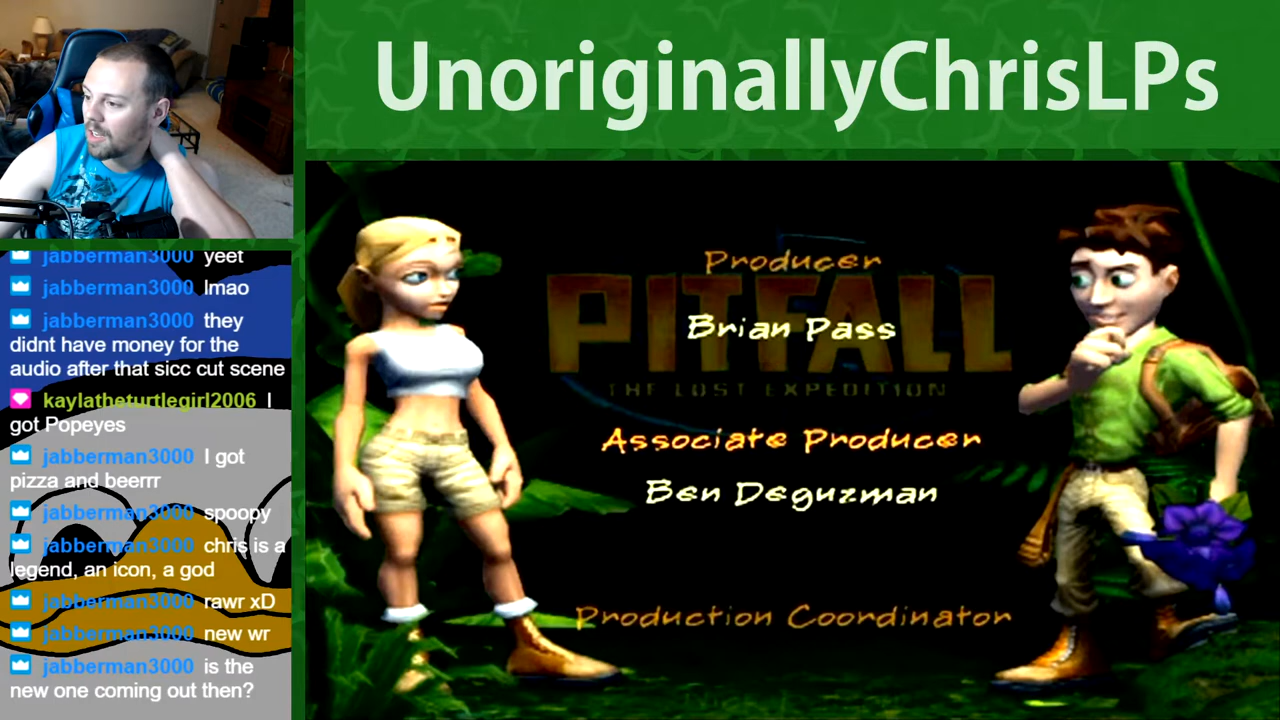 UnoriginallyChrisLPs
jabberman3000 yeet
jabberman3000 lmao
jabberman3000 they
didnt have money for the
audio after that sicc cut scene
kaylatheturtlegirl2006 I
got Popeyes
jabberman3000 I got
pizza and beerrr
jabberman3000 spoopy
jabberman3000 chris is a
legend, an icon, a god
jabberman3000 rawr xD
jabberman3000 new wr
jabberman3000 is the
new one coming out then?
Producer
PITFALL
Brian Pass
THE LOST EXPEDITION
Associate Producer
Ben Deguzman
Production Coordinator